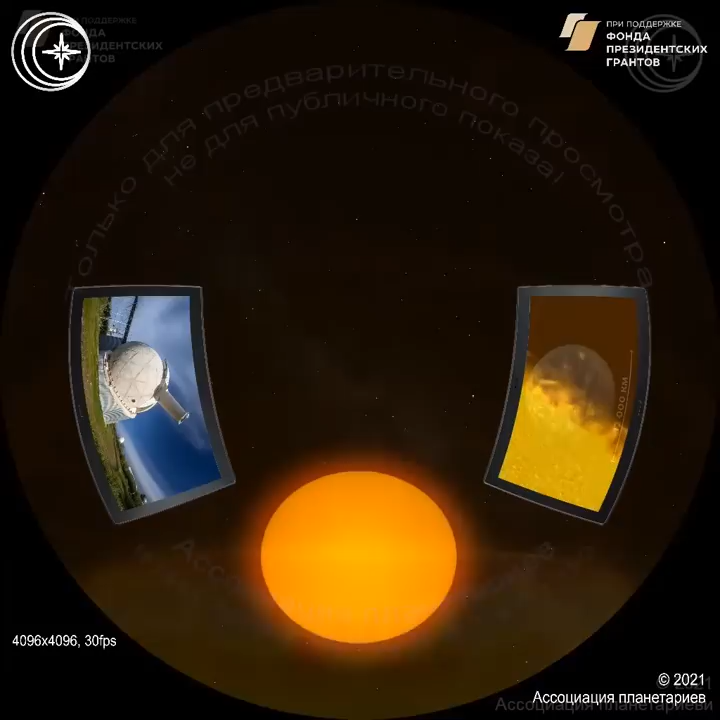 ПРИ ПОДДЕРЖКЕ
ФОНДА
ПРЕЗИДЕНТСКИХ
ГРАНТОВ
только для предварительного просмотра
не для публичного показа!
4096x4096, 30fps
© 2021
Ассоциация планетариев